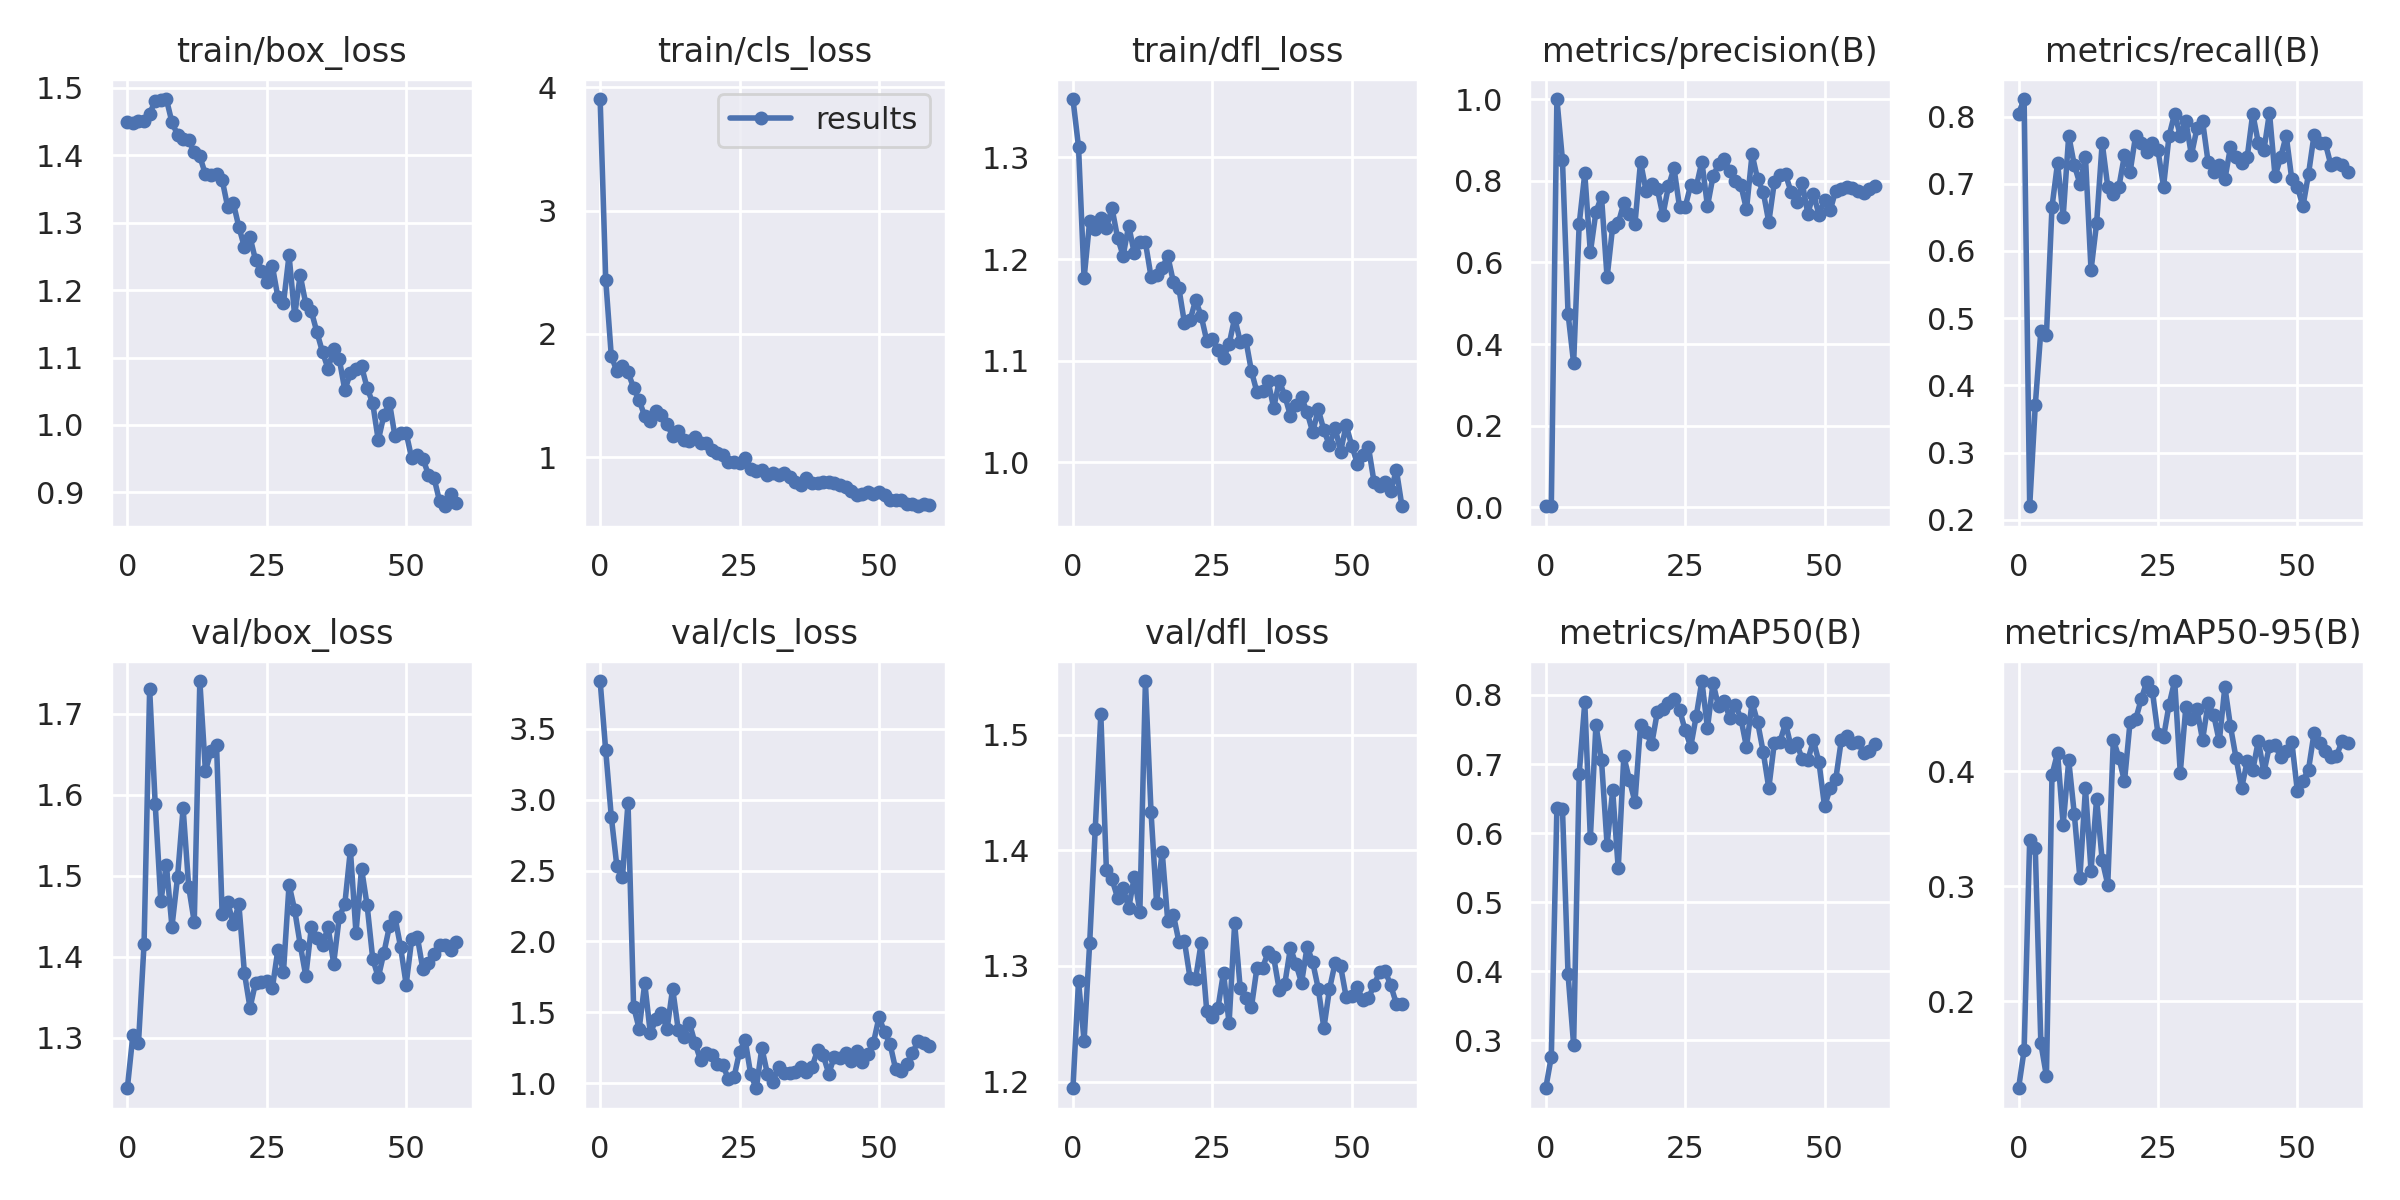 train/box_loss
1.5
1.4
1.3
1.2
1.1
1.0
0.9
0 25 50
train/cls_loss
results
4
3
2
1
0 25 50
train/dfl_loss
1.3
1.2
1.1
1.0
0 25 50
metrics/precision(B)
1.0
0.8
0.6
0.4
0.2
0.0
0 25 50
metrics/recall(B)
0.8
0.7
0.6
0.5
0.4
0.3
0.2
0 25 50
val/box_loss
1.7
1.6
1.5
1.4
1.3
0 25 50
val/cls_loss
3.5
3.0
2.5
2.0
1.5
1.0
0 25 50
val/dfl_loss
1.5
1.4
1.3
1.2
0 25 50
metrics/mAP50(B)
0.8
0.7
0.6
0.5
0.4
0.3
0 25 50
metrics/mAP50-95(B)
0.4
0.3
0.2
0 25 50